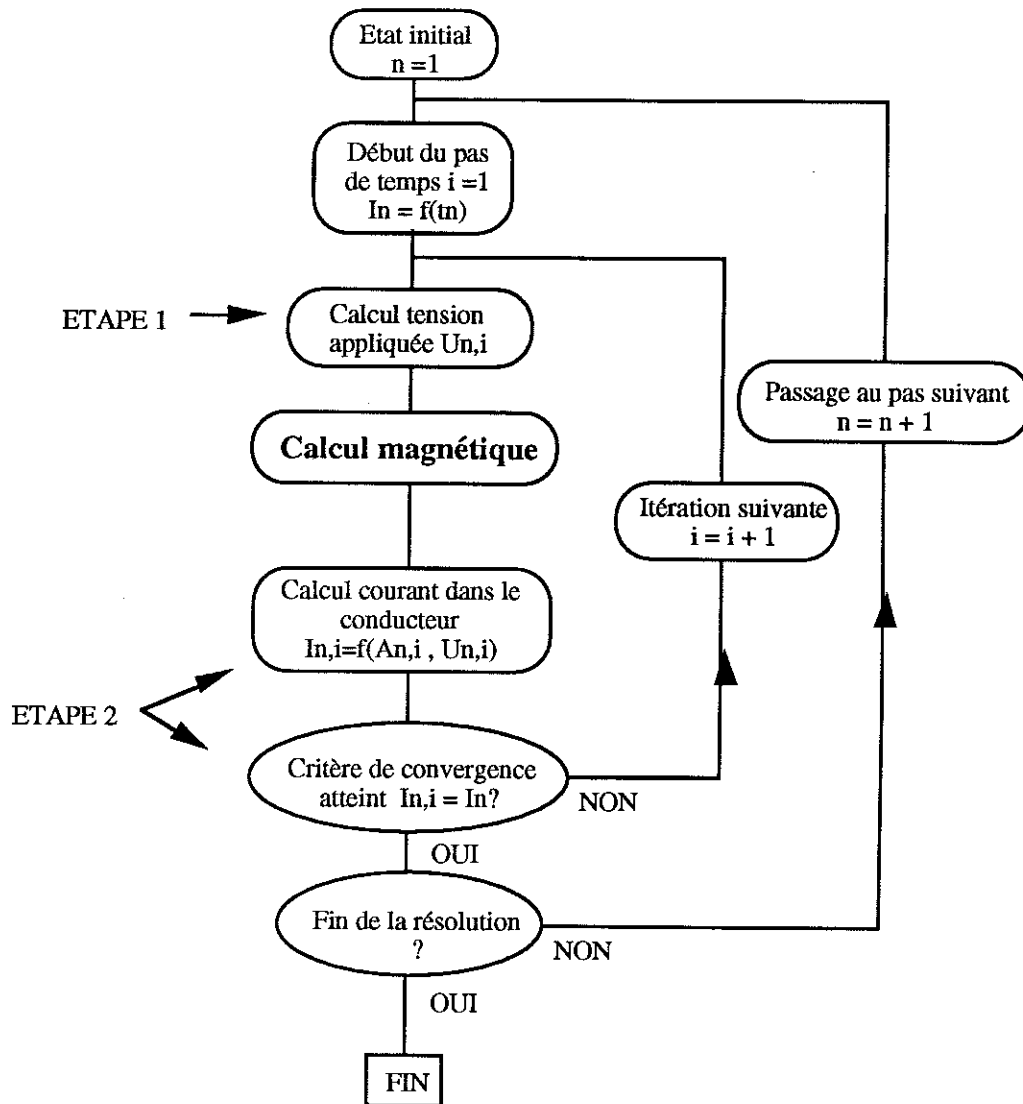 Etat initial
n =1
Début du pas
de temps i =1
In = f(tn)
ETAPE 1
Calcul tension
appliquée Un,i
Passage au pas suivant
n = n + 1
Calcul magnétique
Itération suivante
i = i + 1
Calcul courant dans le
conducteur
In,i=f(An,i , Un,i)
ETAPE 2
Critère de convergence
atteint In,i = In?
NON
OUI
Fin de la résolution
?
NON
OUI
FIN